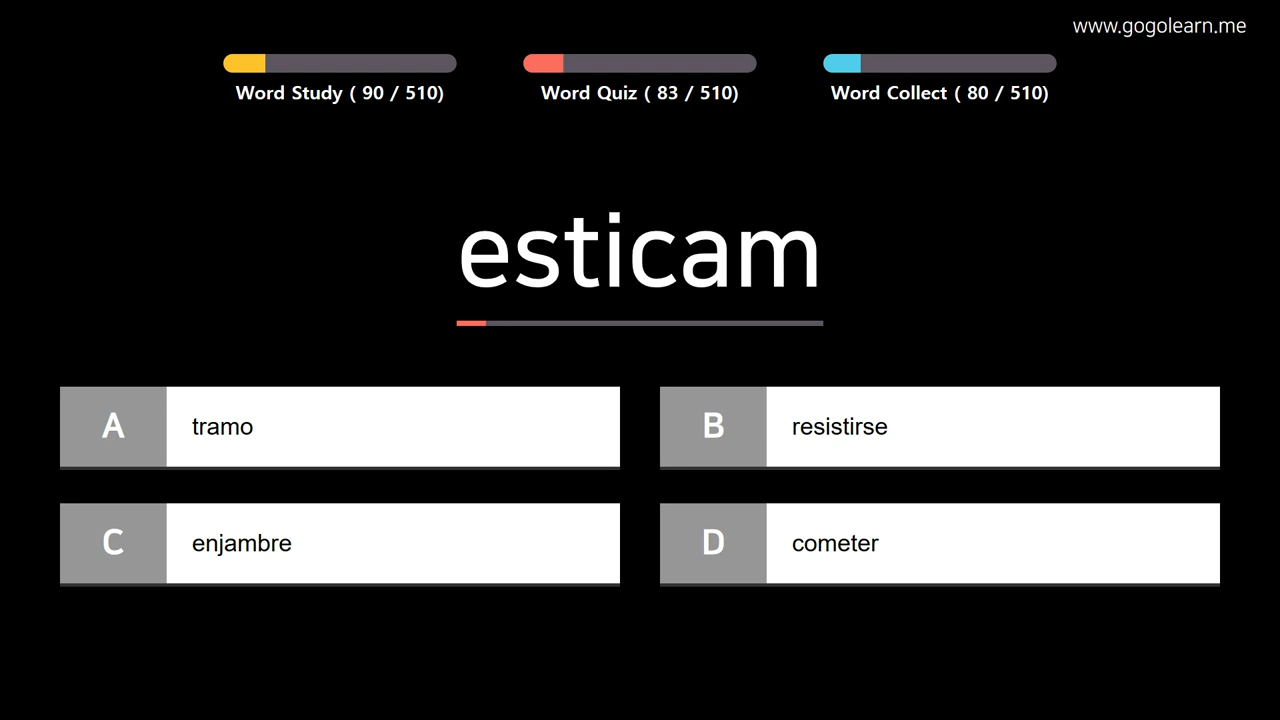 www.gogolearn.me
Word Study ( 90 / 510)
Word Quiz ( 83 / 510)
Word Collect ( 80 / 510)
esticam
A tramo
B resistirse
C enjambre
D cometer